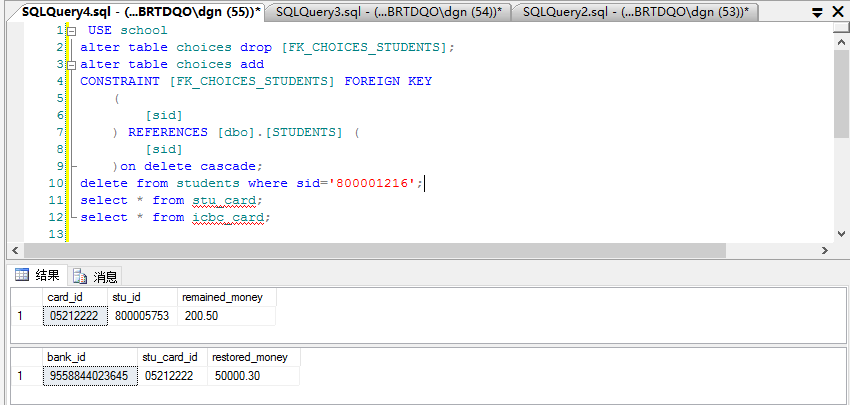 SQLQuery4.sql - (...BRTDQO\dgn (55))* SQLQuery3.sql - (...BRTDQO\dgn (54))* SQLQuery2.sql - (...BRTDQO\dgn (53))*
1 USE school
2 alter table choices drop [FK_CHOICES_STUDENTS];
3 alter table choices add
4 CONSTRAINT [FK_CHOICES_STUDENTS] FOREIGN KEY
5 (
6 [sid]
7 ) REFERENCES [dbo].[STUDENTS] (
8 [sid]
9 )on delete cascade;
10 delete from students where sid='800001216';
11 select * from stu_card;
12 select * from icbc_card;
13
结果 消息
card_id stu_id remained_money
1 05212222 800005753 200.50
bank_id stu_card_id restored_money
1 9558844023645 05212222 50000.30